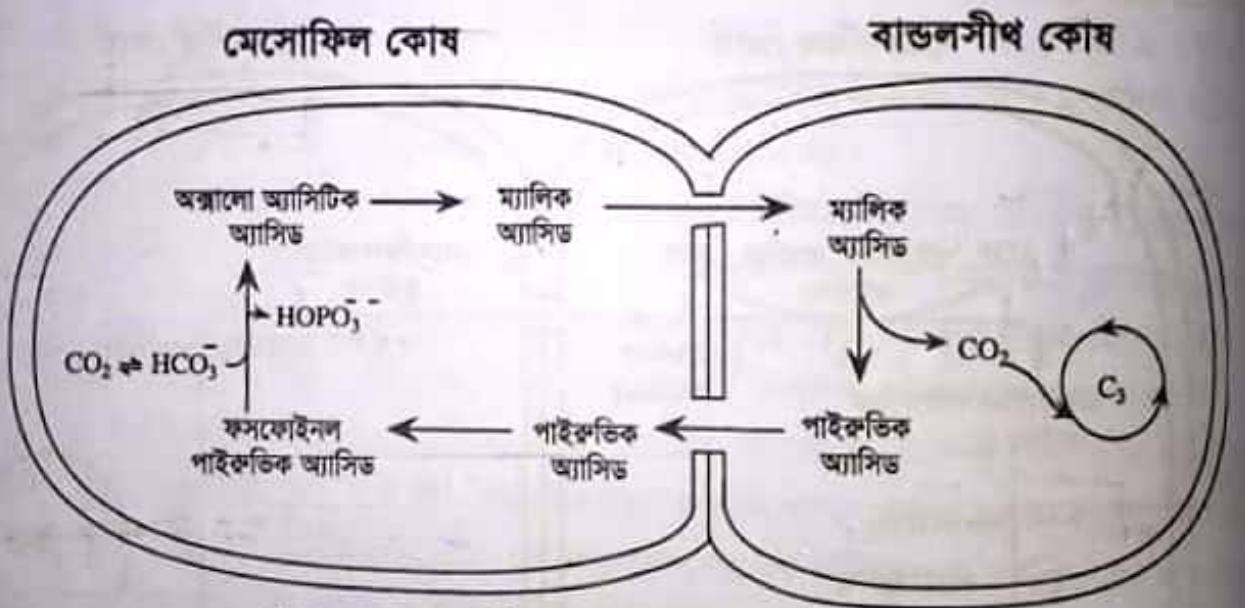 মেসোফিল কোষ
বান্ডলসীথ কোষ
অক্সালো অ্যাসিটিক
অ্যাসিড
ম্যালিক
অ্যাসিড
ম্যালিক
অ্যাসিড
HOPO₃⁻⁻
CO₂ ⇌ HCO₃⁻
CO₂
C₃
ফসফোইনল
পাইরুভিক অ্যাসিড
পাইরুভিক
অ্যাসিড
পাইরুভিক
অ্যাসিড